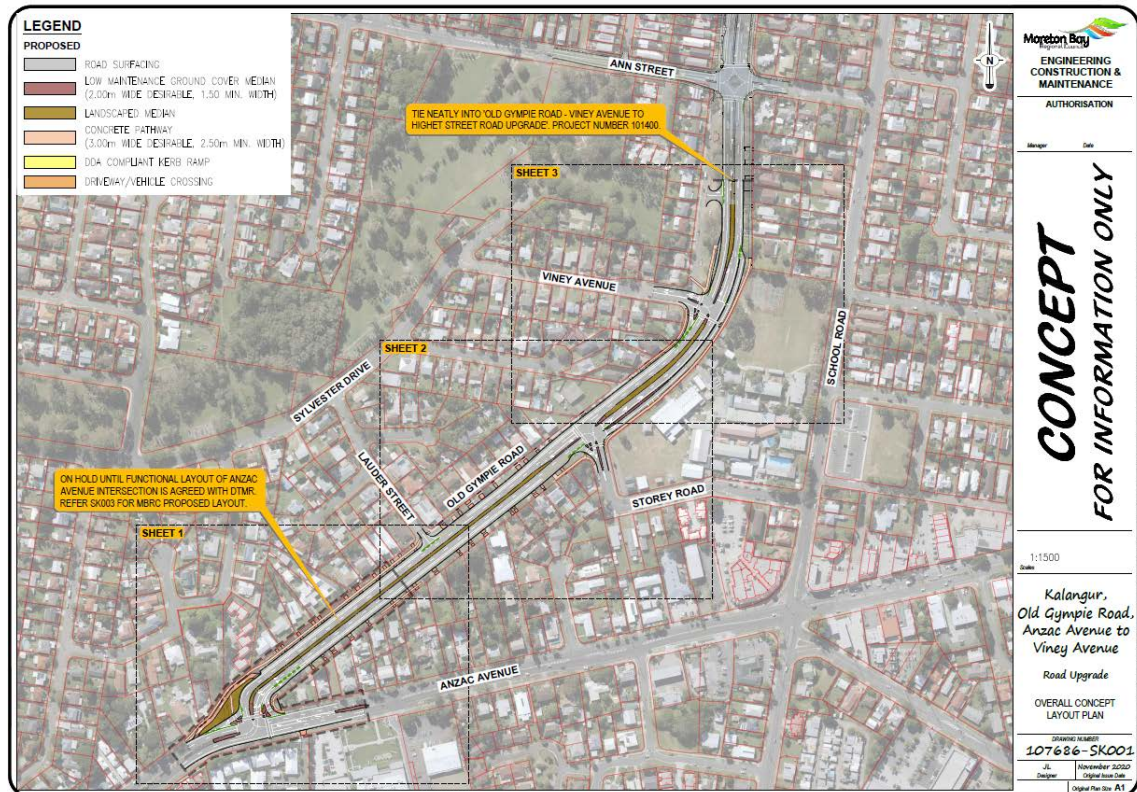 LEGEND
PROPOSED
ROAD SURFACING
LOW MAINTENANCE GROUND COVER MEDIAN
(2.00m WIDE DESIRABLE, 1.50 MIN. WIDTH)
LANDSCAPED MEDIAN
CONCRETE PATHWAY
(3.00m WIDE DESIRABLE, 2.50m MIN. WIDTH)
DDA COMPLIANT KERB RAMP
DRIVEWAY/VEHICLE CROSSING
ANN STREET
TIE NEATLY INTO 'OLD GYMPIE ROAD - VINEY AVENUE TO
HIGHET STREET ROAD UPGRADE'. PROJECT NUMBER 101400.
N
SHEET 3
VINEY AVENUE
SCHOOL ROAD
SHEET 2
SYLVESTER DRIVE
LAUDER STREET
OLD GYMPIE ROAD
STOREY ROAD
ON HOLD UNTIL FUNCTIONAL LAYOUT OF ANZAC
AVENUE INTERSECTION IS AGREED WITH DTMR.
REFER SK003 FOR MBRC PROPOSED LAYOUT.
SHEET 1
ANZAC AVENUE
Moreton Bay
Regional Council
ENGINEERING
CONSTRUCTION &
MAINTENANCE
AUTHORISATION
Manager Date
CONCEPT
FOR INFORMATION ONLY
1:1500
Scales
Kalangur,
Old Gympie Road,
Anzac Avenue to
Viney Avenue
Road Upgrade
OVERALL CONCEPT
LAYOUT PLAN
DRAWING NUMBER
107686-SK001
JL November 2020
Designer Original Issue Date
Original Plan Size A1